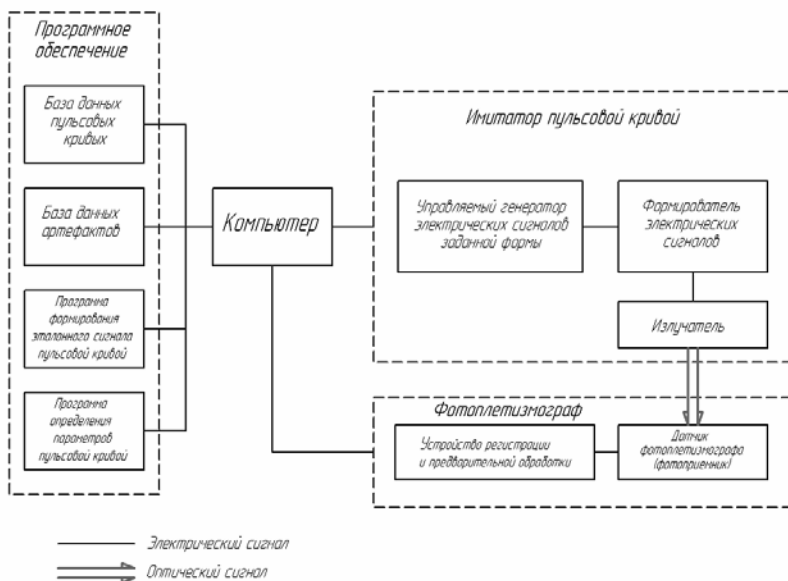 Программное
обеспечение
База данных
пульсовых
кривых
База данных
артефактов
Программа
формирования
эталонного сигнала
пульсовой кривой
Программа
определения
параметров
пульсовой кривой
Компьютер
Имитатор пульсовой кривой
Управляемый генератор
электрических сигналов
заданной формы
Формирователь
электрических
сигналов
Излучатель
Фотоплетизмограф
Устройство регистрации
и предварительной обработки
Датчик
фотоплетизмографа
(фотоприемник)
Электрический сигнал
Оптический сигнал